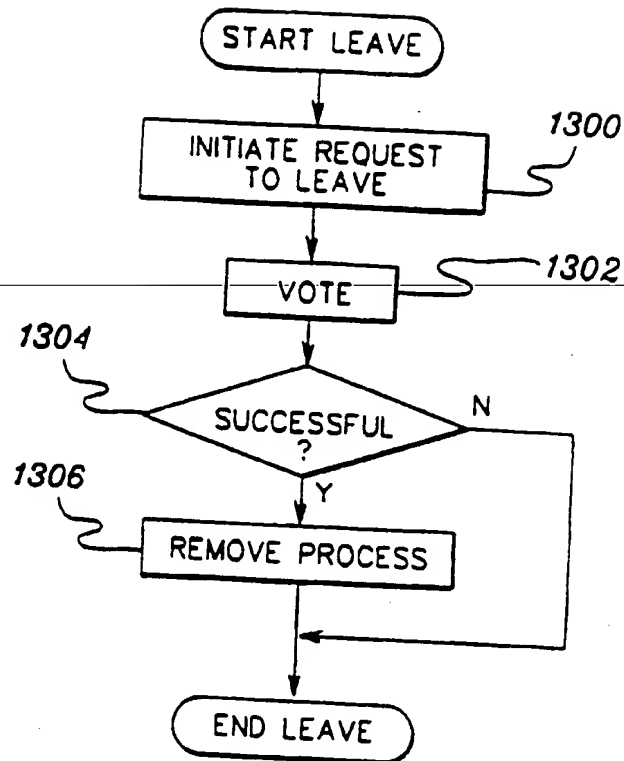 START LEAVE
INITIATE REQUEST
TO LEAVE
1300
VOTE
1302
1304
SUCCESSFUL
?
N
Y
1306
REMOVE PROCESS
END LEAVE